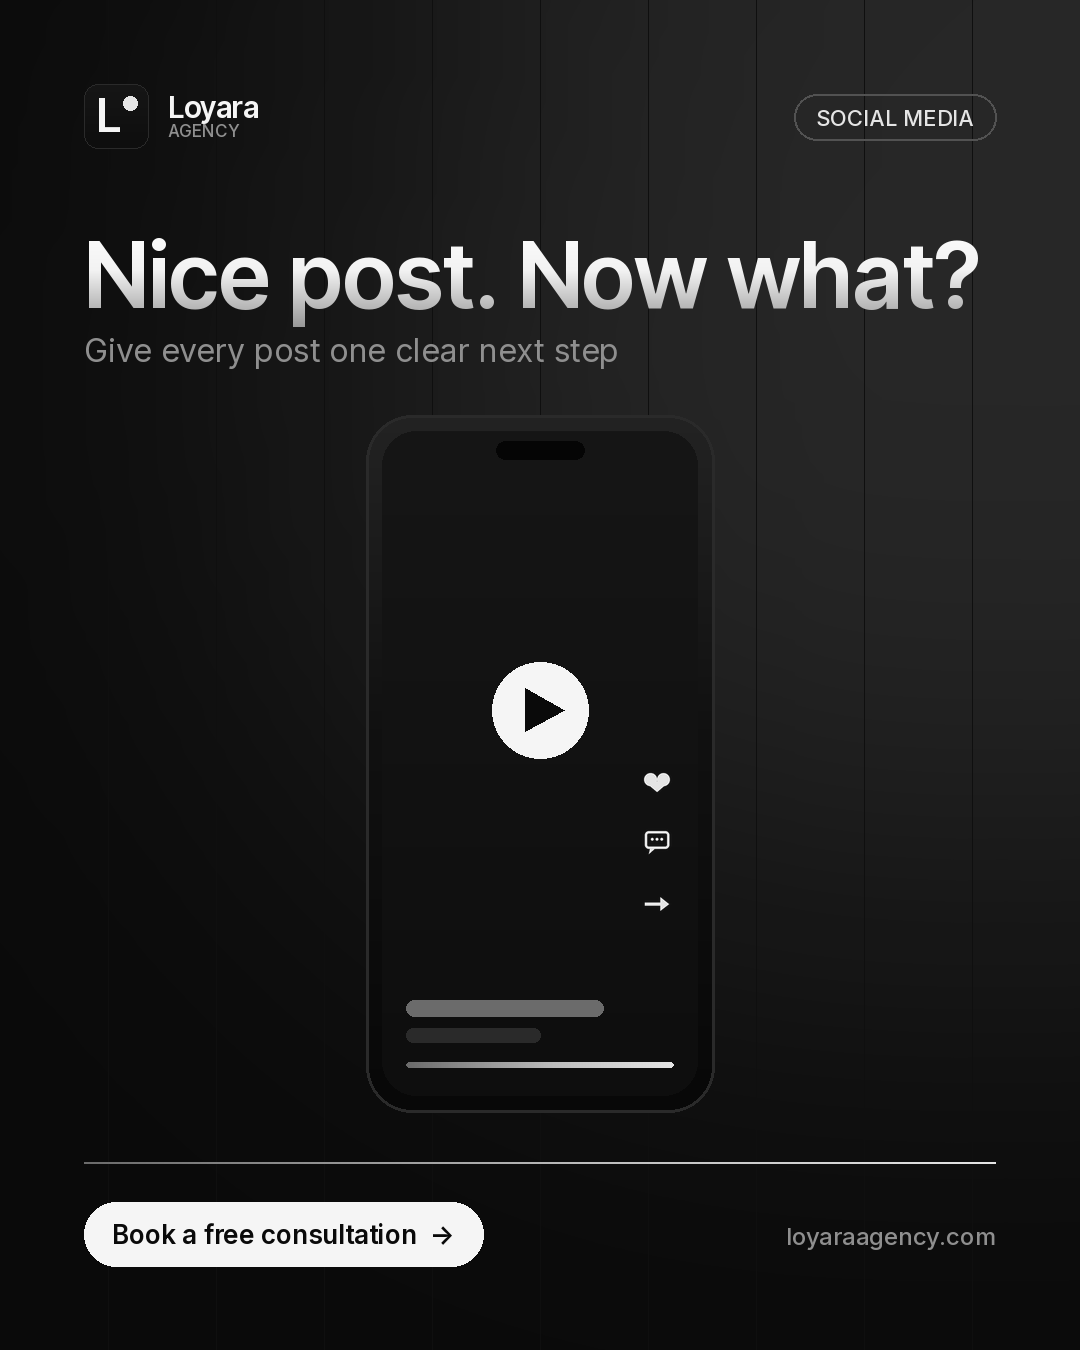 L
Loyara
AGENCY
SOCIAL MEDIA
Nice post. Now what?
Give every post one clear next step
Book a free consultation →
loyaraagency.com